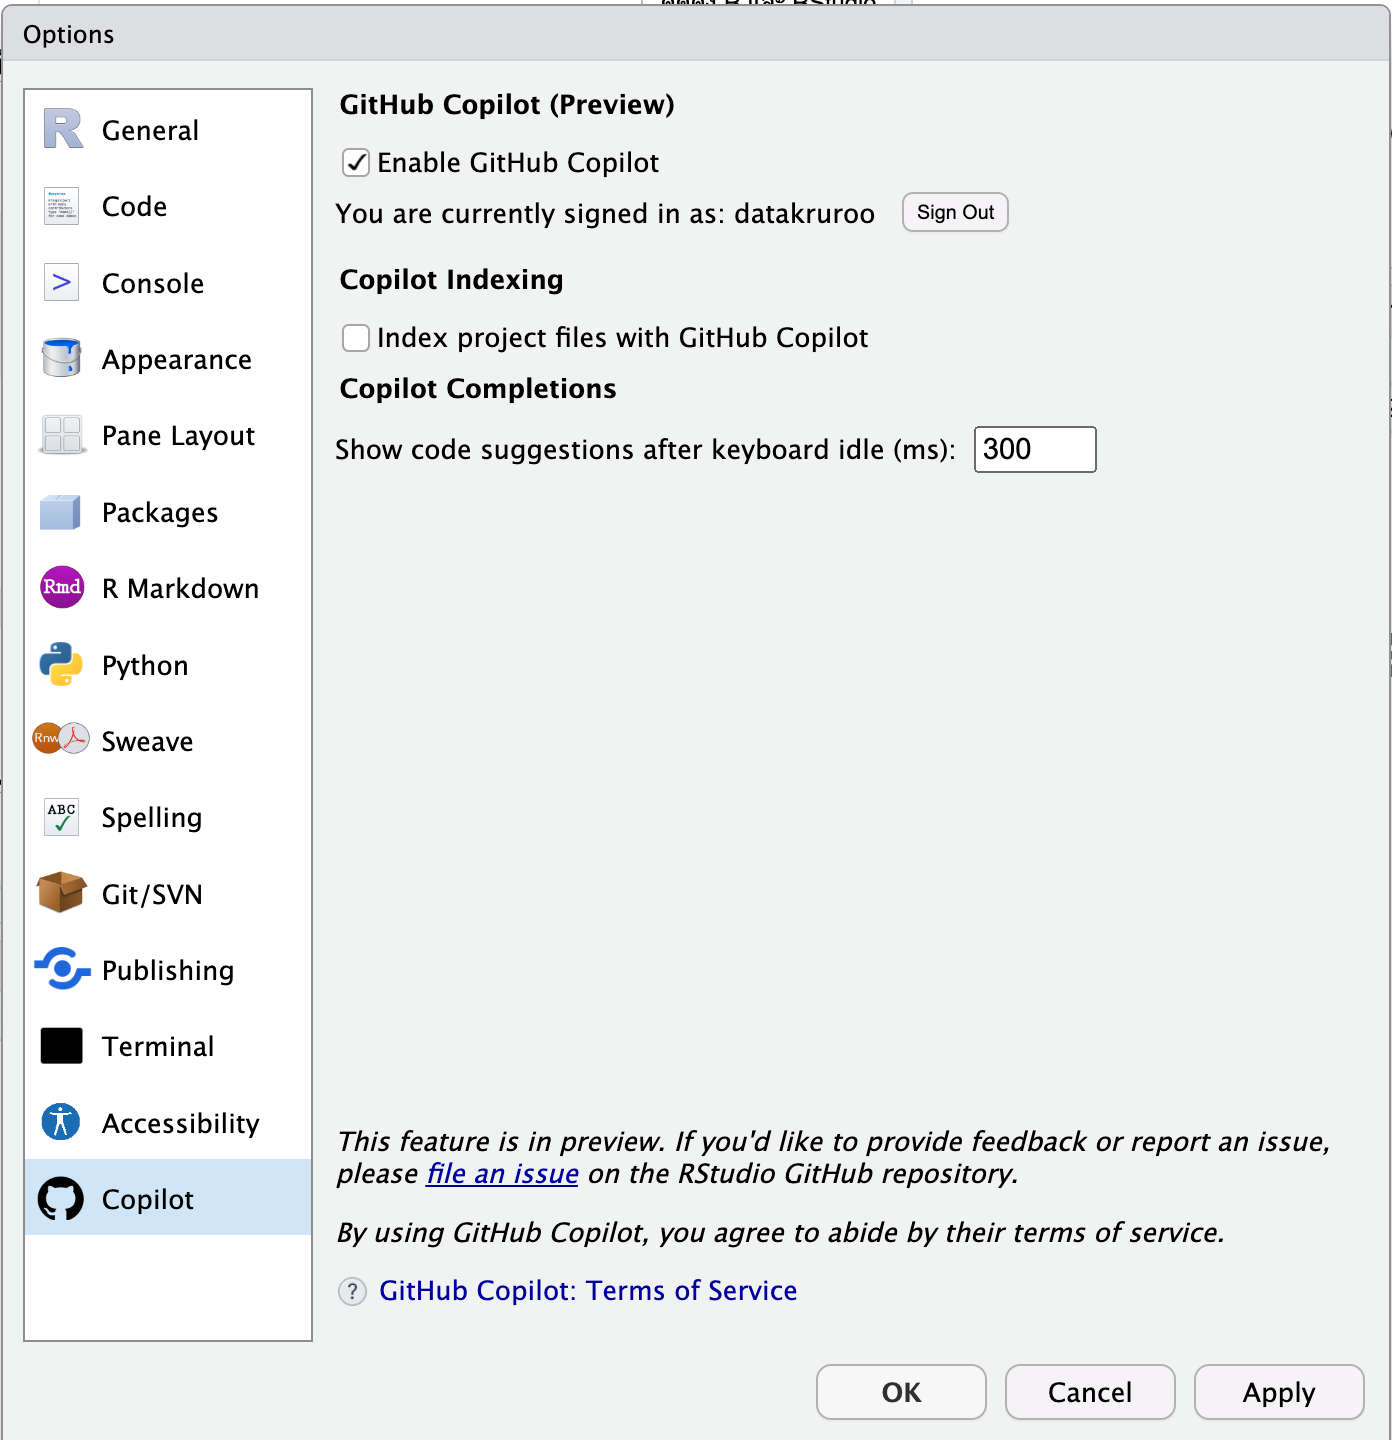 Options
General
Code
Console
Appearance
Pane Layout
Packages
Rmd
R Markdown
Python
Rnw
Sweave
ABC
Spelling
Git/SVN
Publishing
Terminal
Accessibility
Copilot
GitHub Copilot (Preview)
Enable GitHub Copilot
You are currently signed in as: datakruroo
Sign Out
Copilot Indexing
Index project files with GitHub Copilot
Copilot Completions
Show code suggestions after keyboard idle (ms): 300
This feature is in preview. If you'd like to provide feedback or report an issue,
please file an issue on the RStudio GitHub repository.
By using GitHub Copilot, you agree to abide by their terms of service.
? GitHub Copilot: Terms of Service
OK
Cancel
Apply